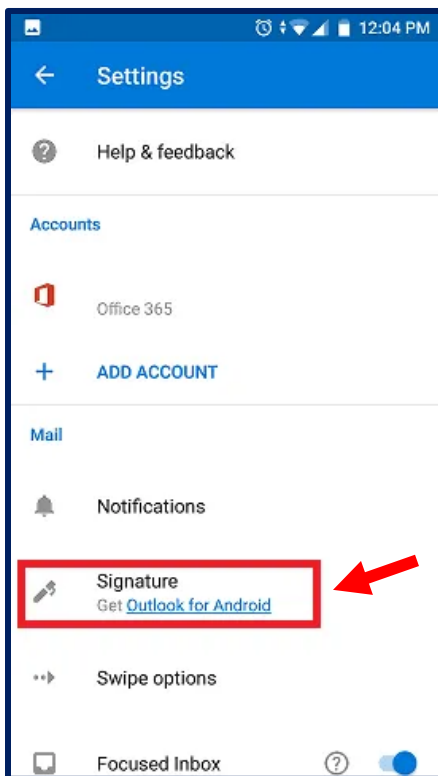 12:04 PM
Settings
Help & feedback
Accounts
Office 365
+ ADD ACCOUNT
Mail
Notifications
Signature
Get Outlook for Android
Swipe options
Focused Inbox ?